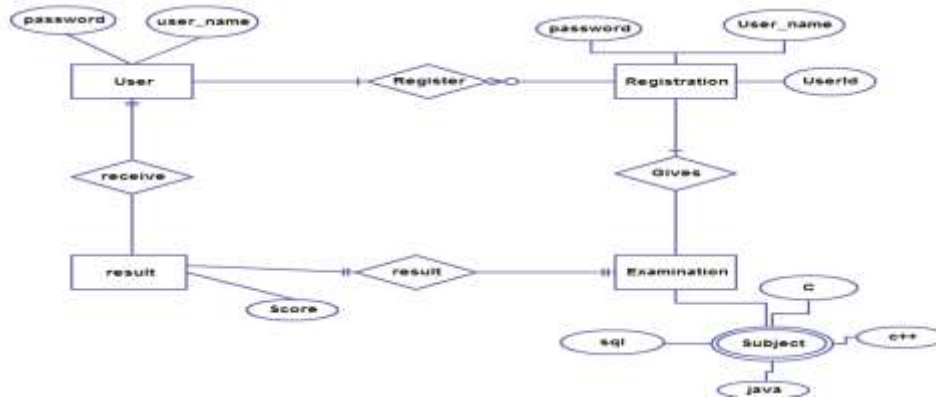 password
user_name
password
User_name
User
Register
Registration
UserId
receive
Gives
result
result
Examination
Score
C
sql
Subject
c++
java